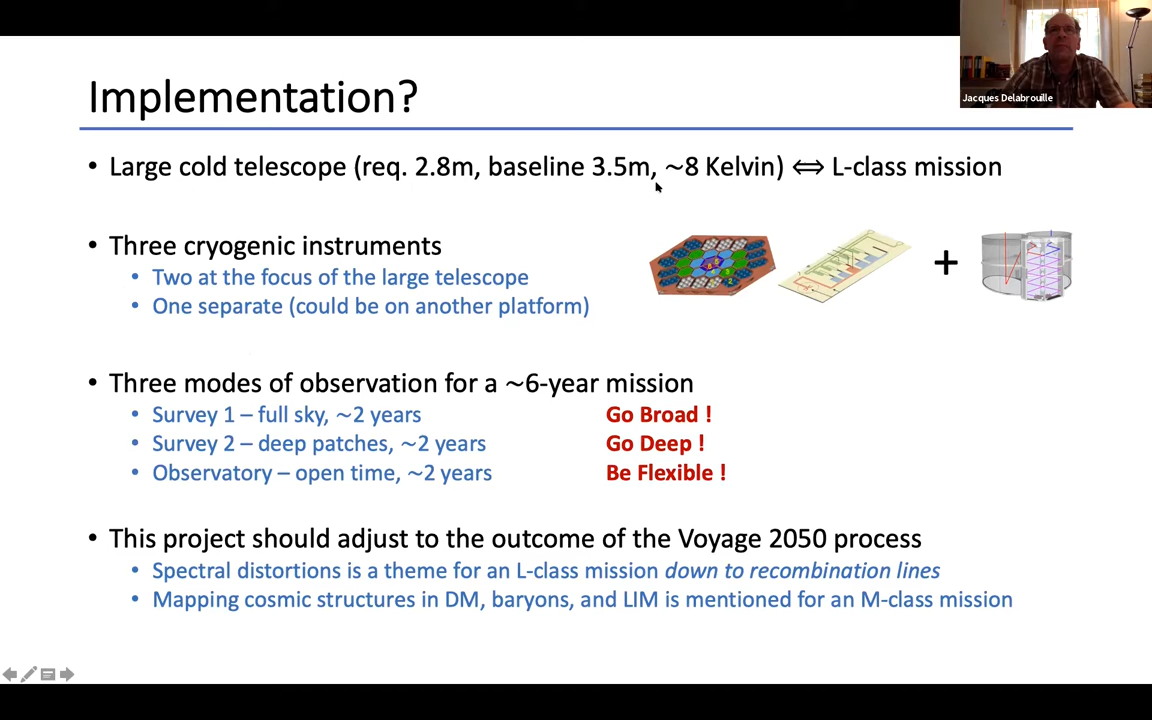 Jacques Delabrouille
Implementation?
• Large cold telescope (req. 2.8m, baseline 3.5m, ~8 Kelvin) ⟺ L-class mission
• Three cryogenic instruments
• Two at the focus of the large telescope
• One separate (could be on another platform)
+
• Three modes of observation for a ~6-year mission
• Survey 1 – full sky, ~2 years Go Broad !
• Survey 2 – deep patches, ~2 years Go Deep !
• Observatory – open time, ~2 years Be Flexible !
• This project should adjust to the outcome of the Voyage 2050 process
• Spectral distortions is a theme for an L-class mission down to recombination lines
• Mapping cosmic structures in DM, baryons, and LIM is mentioned for an M-class mission